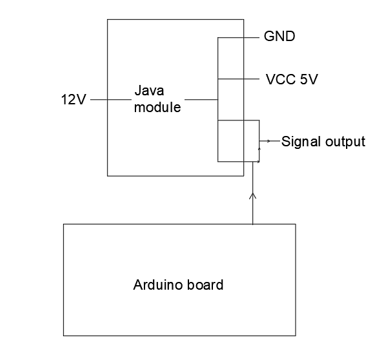 GND
VCC 5V
12V
Java
module
Signal output
Arduino board